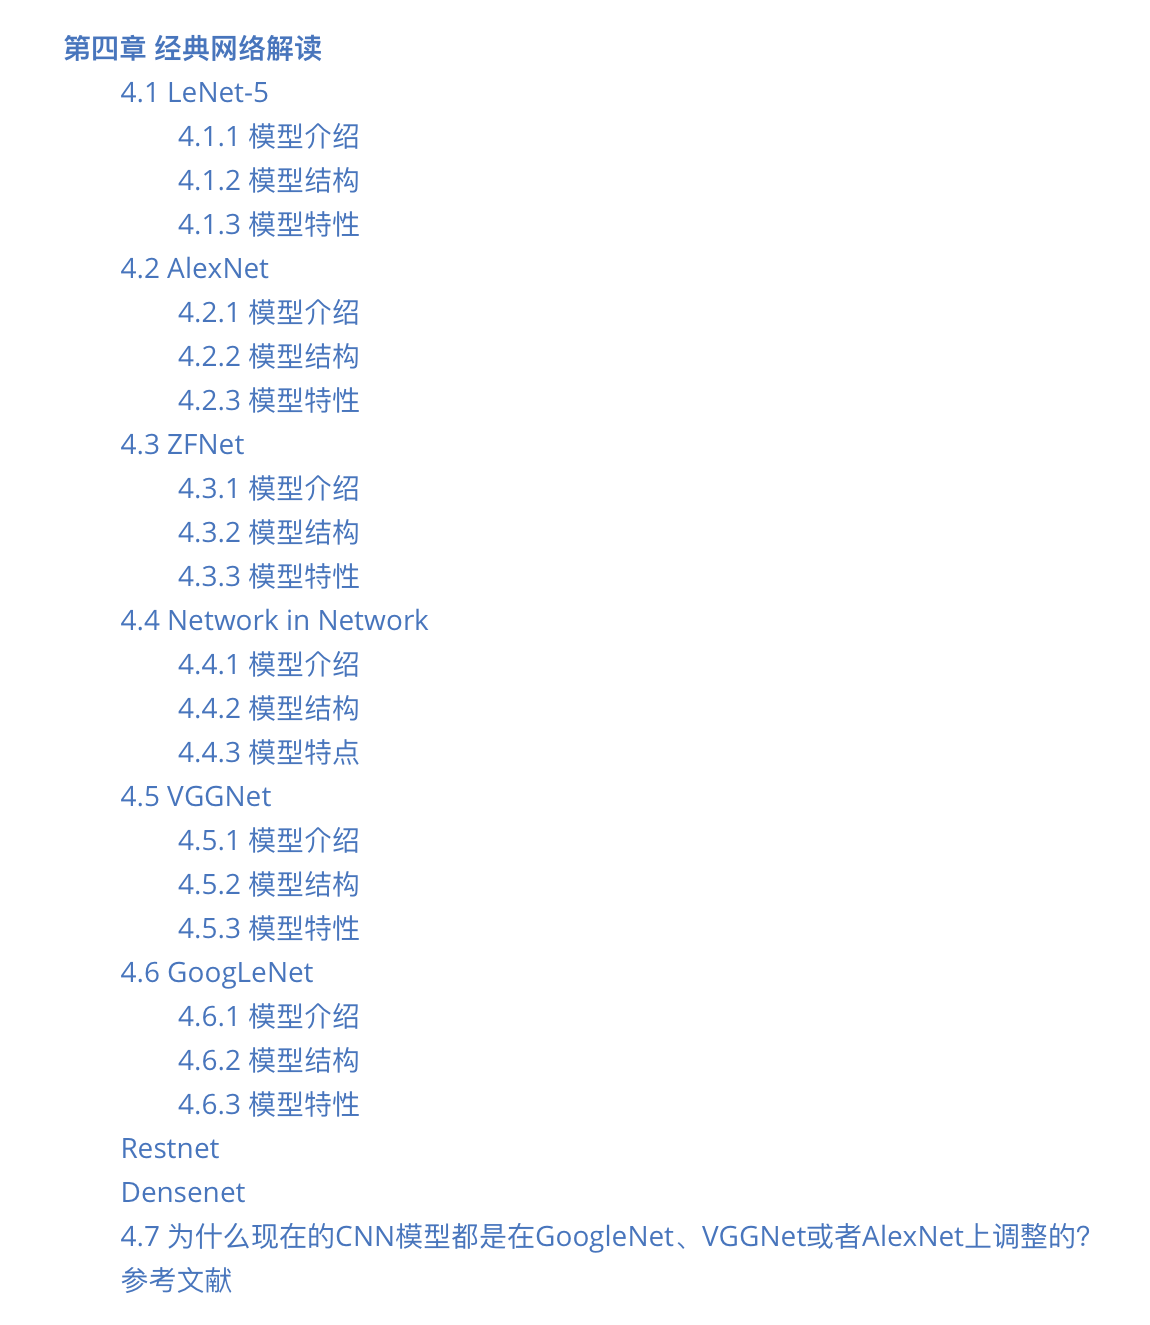 第四章 经典网络解读
4.1 LeNet-5
4.1.1 模型介绍
4.1.2 模型结构
4.1.3 模型特性
4.2 AlexNet
4.2.1 模型介绍
4.2.2 模型结构
4.2.3 模型特性
4.3 ZFNet
4.3.1 模型介绍
4.3.2 模型结构
4.3.3 模型特性
4.4 Network in Network
4.4.1 模型介绍
4.4.2 模型结构
4.4.3 模型特点
4.5 VGGNet
4.5.1 模型介绍
4.5.2 模型结构
4.5.3 模型特性
4.6 GoogLeNet
4.6.1 模型介绍
4.6.2 模型结构
4.6.3 模型特性
Restnet
Densenet
4.7 为什么现在的CNN模型都是在GoogleNet、VGGNet或者AlexNet上调整的?
参考文献